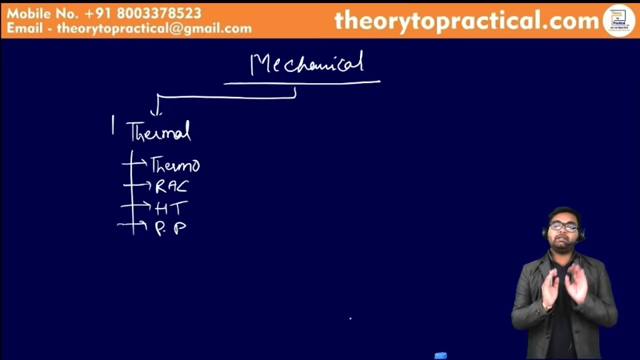 Mobile No. +91 8003378523
Email - theorytopractical@gmail.com
theorytopractical.com
Mechanical
1 Thermal
Thermo
RAC
HT
P.P